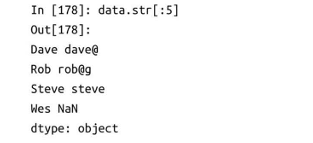 In [178]: data.str[:5]
Out[178]:
Dave dave@
Rob rob@g
Steve steve
Wes NaN
dtype: object